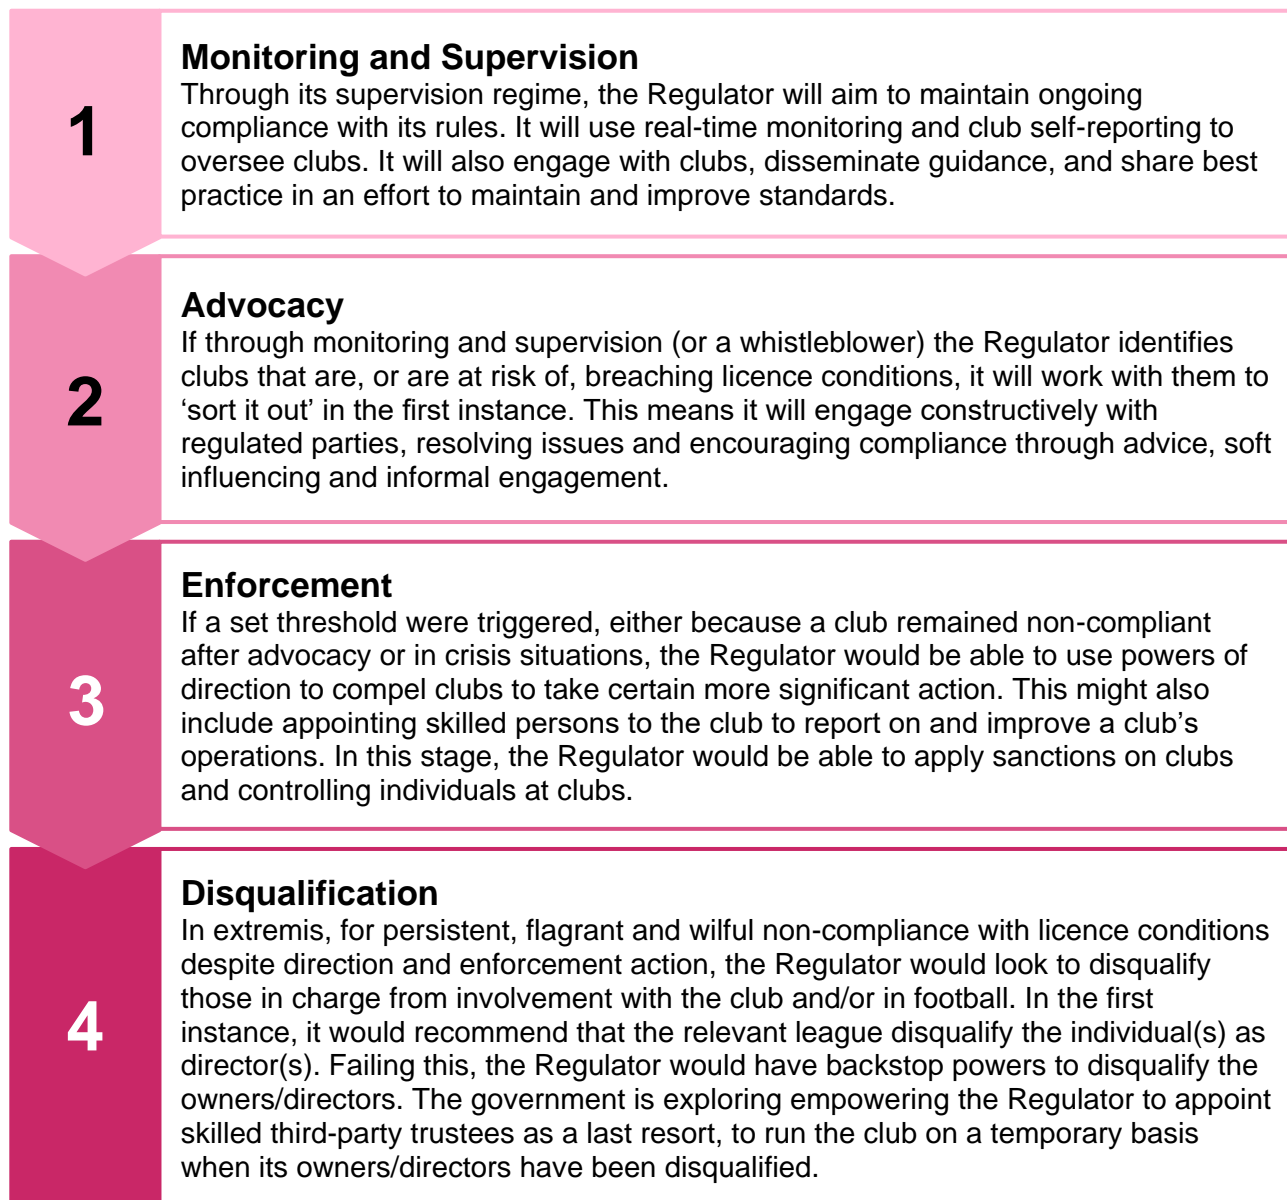 1
Monitoring and Supervision
Through its supervision regime, the Regulator will aim to maintain ongoing
compliance with its rules. It will use real-time monitoring and club self-reporting to
oversee clubs. It will also engage with clubs, disseminate guidance, and share best
practice in an effort to maintain and improve standards.
2
Advocacy
If through monitoring and supervision (or a whistleblower) the Regulator identifies
clubs that are, or are at risk of, breaching licence conditions, it will work with them to
‘sort it out’ in the first instance. This means it will engage constructively with
regulated parties, resolving issues and encouraging compliance through advice, soft
influencing and informal engagement.
3
Enforcement
If a set threshold were triggered, either because a club remained non-compliant
after advocacy or in crisis situations, the Regulator would be able to use powers of
direction to compel clubs to take certain more significant action. This might also
include appointing skilled persons to the club to report on and improve a club’s
operations. In this stage, the Regulator would be able to apply sanctions on clubs
and controlling individuals at clubs.
4
Disqualification
In extremis, for persistent, flagrant and wilful non-compliance with licence conditions
despite direction and enforcement action, the Regulator would look to disqualify
those in charge from involvement with the club and/or in football. In the first
instance, it would recommend that the relevant league disqualify the individual(s) as
director(s). Failing this, the Regulator would have backstop powers to disqualify the
owners/directors. The government is exploring empowering the Regulator to appoint
skilled third-party trustees as a last resort, to run the club on a temporary basis
when its owners/directors have been disqualified.